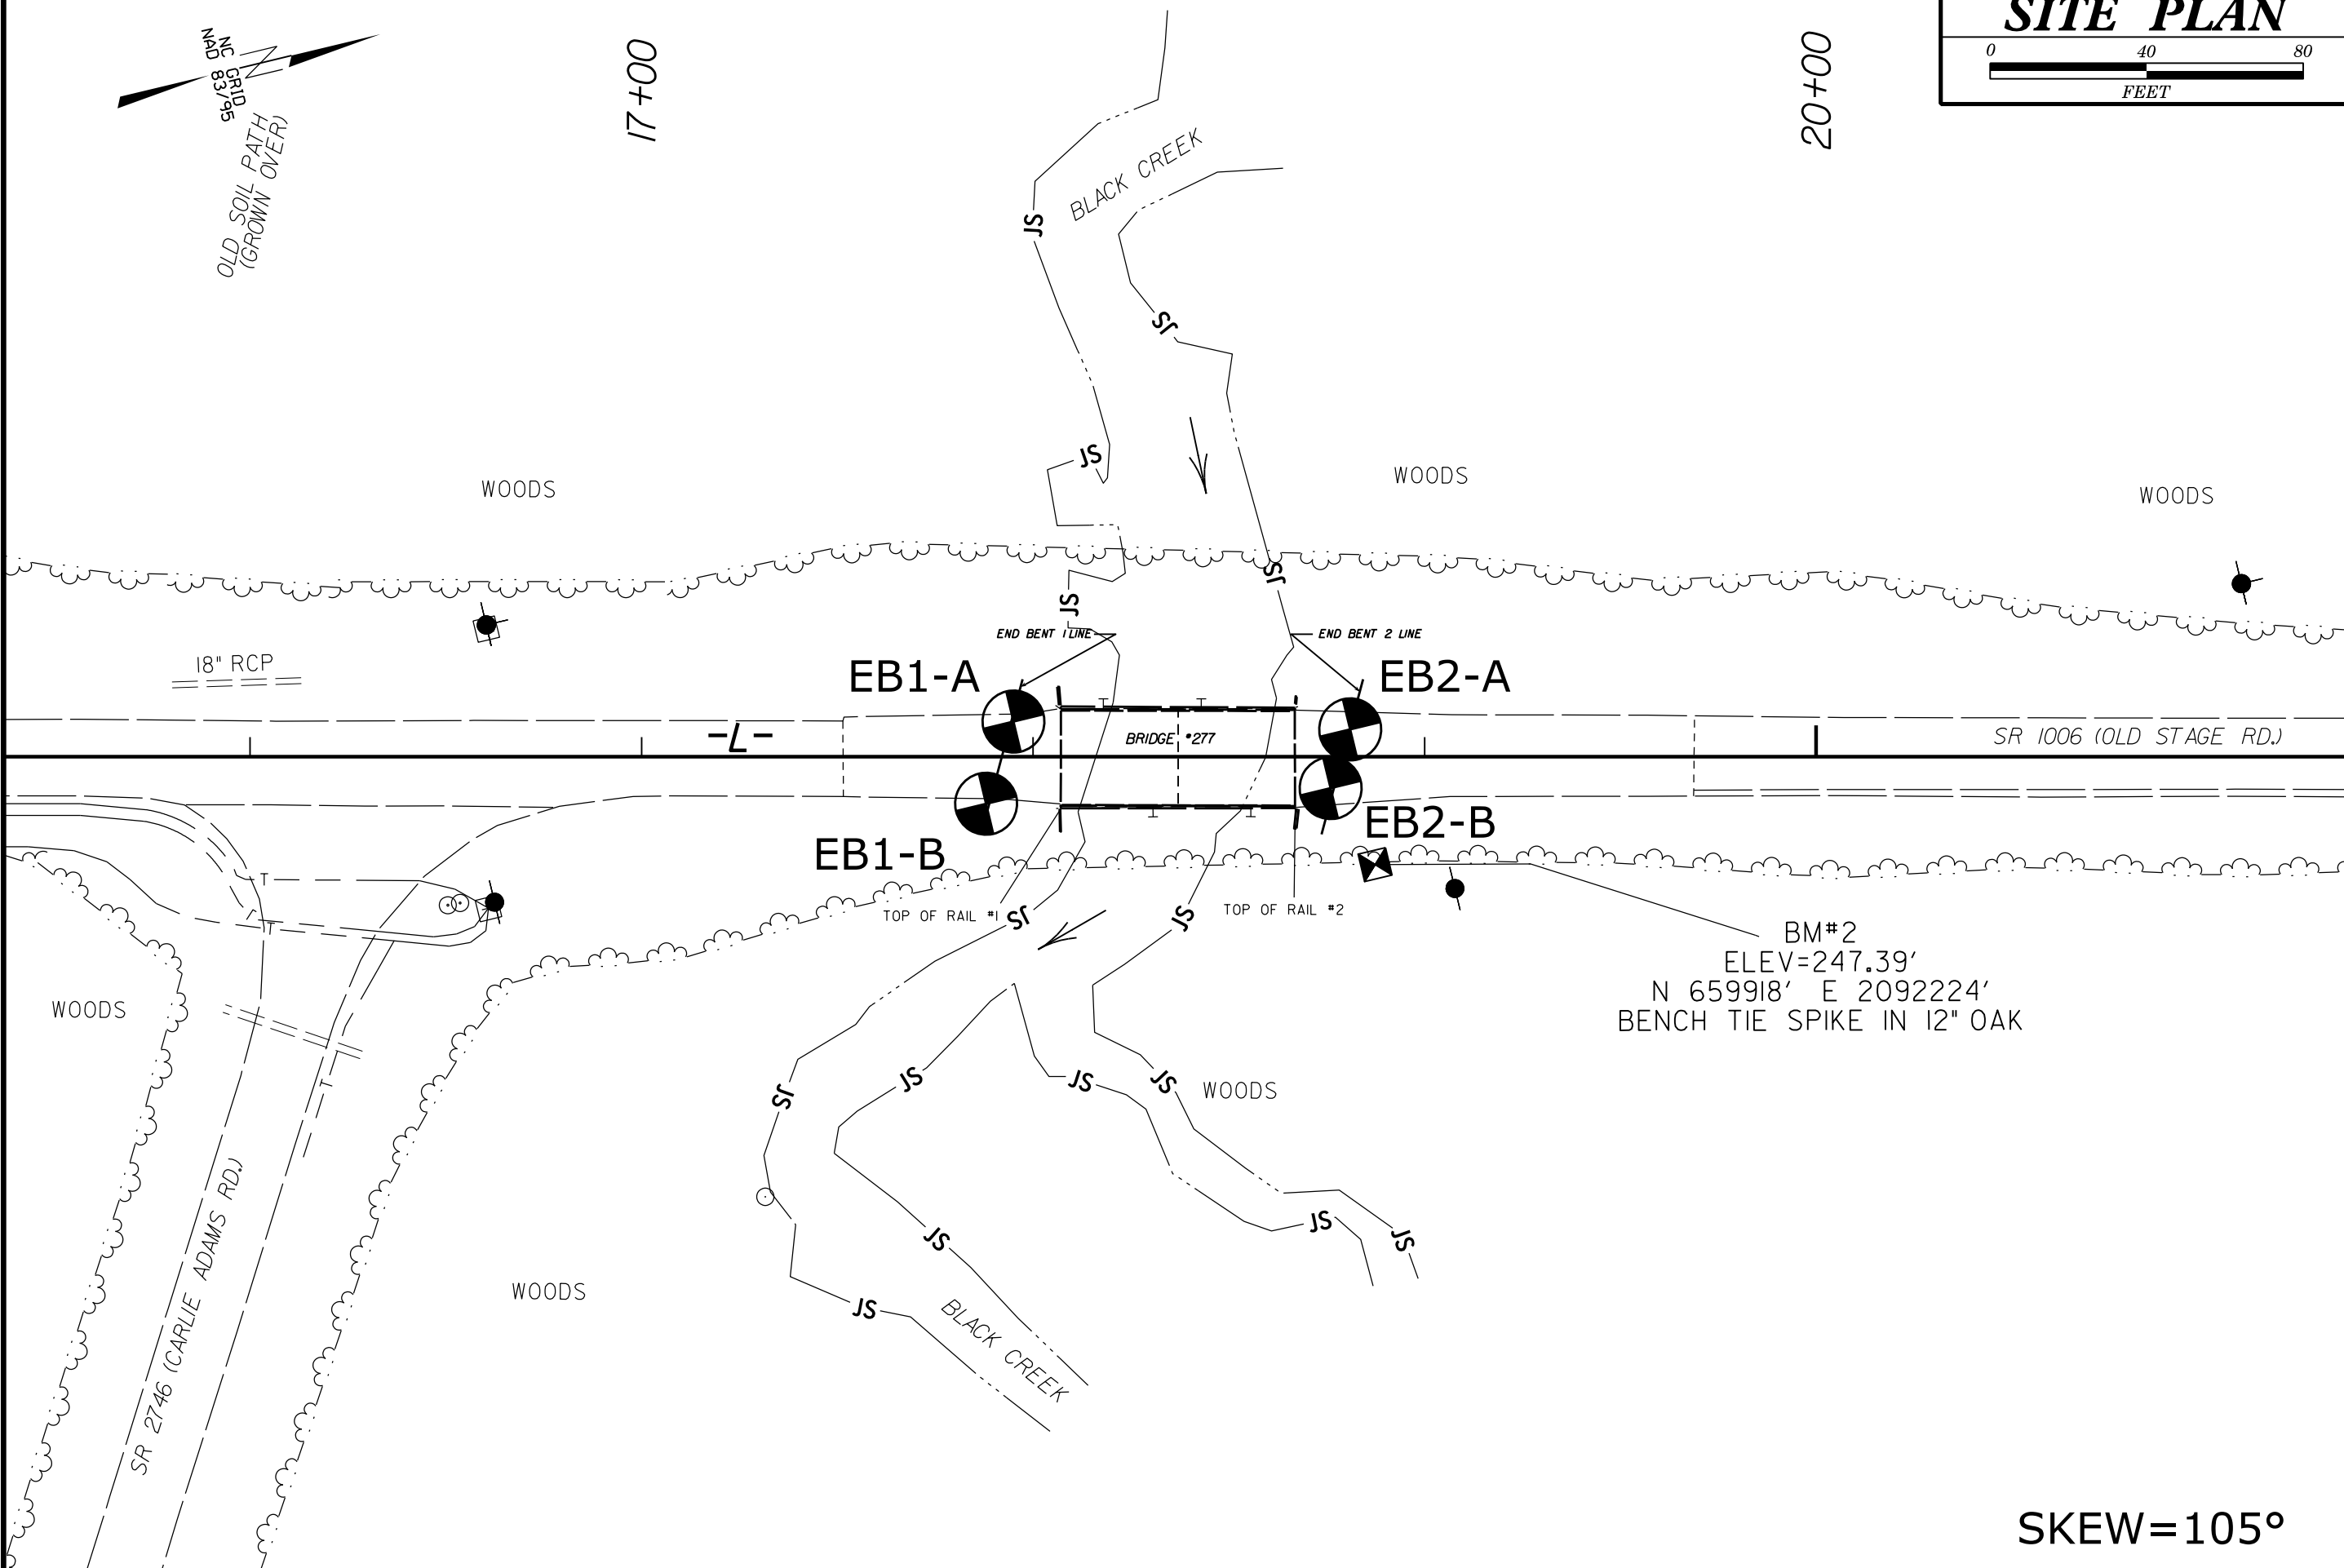 SITE PLAN
0 40 80
FEET
NC GRID
NAD 83/95
OLD SOIL PATH
(GROWN OVER)
17+00
20+00
BLACK CREEK
JS
JS
JS
WOODS
WOODS
WOODS
JS
JS
END BENT 1 LINE
END BENT 2 LINE
18" RCP
EB1-A
EB2-A
-L-
BRIDGE #277
SR 1006 (OLD STAGE RD.)
EB1-B
EB2-B
T
T
T
T
T
T
T
TOP OF RAIL #1
JS
JS
TOP OF RAIL #2
BM#2
ELEV=247.39'
N 659918' E 2092224'
BENCH TIE SPIKE IN 12" OAK
WOODS
JS
JS
JS
JS
WOODS
JS
JS
JS
JS
WOODS
BLACK CREEK
SR 2746 (CARLIE ADAMS RD.)
SKEW=105°